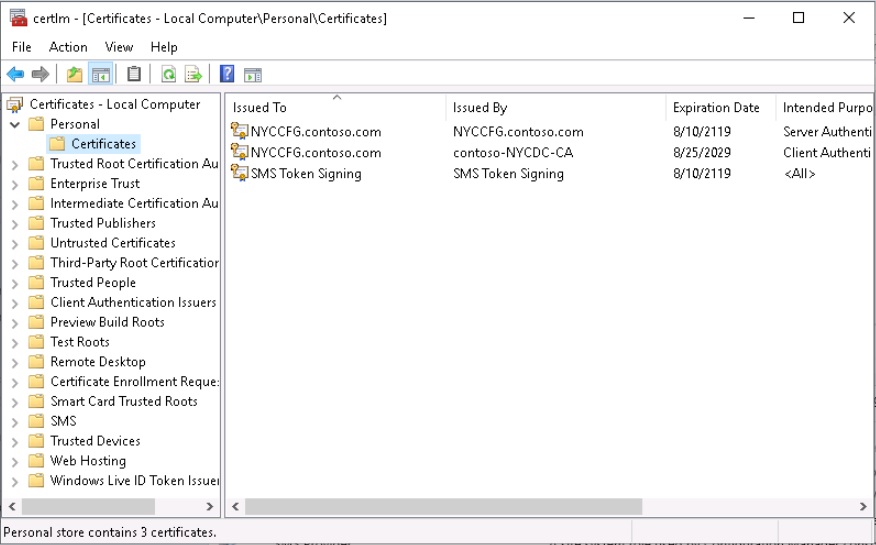 certlm - [Certificates - Local Computer\Personal\Certificates]
File Action View Help
Certificates - Local Computer
Personal
Certificates
Trusted Root Certification Au
Enterprise Trust
Intermediate Certification Au
Trusted Publishers
Untrusted Certificates
Third-Party Root Certification
Trusted People
Client Authentication Issuers
Preview Build Roots
Test Roots
Remote Desktop
Certificate Enrollment Reque
Smart Card Trusted Roots
SMS
Trusted Devices
Web Hosting
Windows Live ID Token Issue
Issued To Issued By Expiration Date Intended Purpo
NYCCFG.contoso.com NYCCFG.contoso.com 8/10/2119 Server Authenti
NYCCFG.contoso.com contoso-NYCDC-CA 8/25/2029 Client Authenti
SMS Token Signing SMS Token Signing 8/10/2119 <All>
Personal store contains 3 certificates.